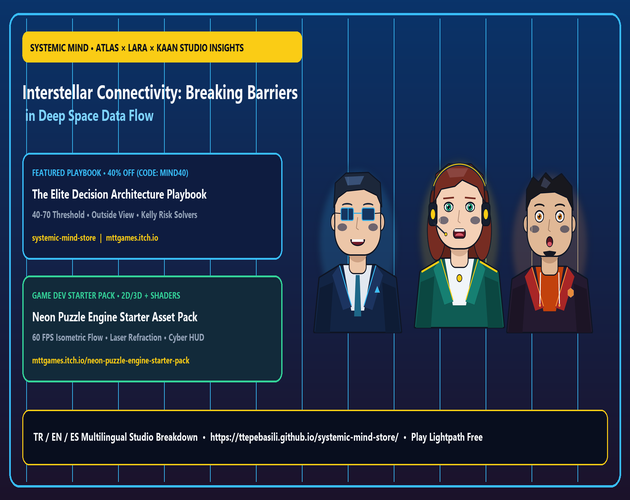 SYSTEMIC MIND • ATLAS × LARA × KAAN STUDIO INSIGHTS
Interstellar Connectivity: Breaking Barriers
in Deep Space Data Flow
FEATURED PLAYBOOK • 40% OFF (CODE: MIND40)
The Elite Decision Architecture Playbook
40-70 Threshold • Outside View • Kelly Risk Solvers
systemic-mind-store | mttgames.itch.io
GAME DEV STARTER PACK • 2D/3D + SHADERS
Neon Puzzle Engine Starter Asset Pack
60 FPS Isometric Flow • Laser Refraction • Cyber HUD
mttgames.itch.io/neon-puzzle-engine-starter-pack
TR / EN / ES Multilingual Studio Breakdown • https://ttepebasili.github.io/systemic-mind-store/ • Play Lightpath Free